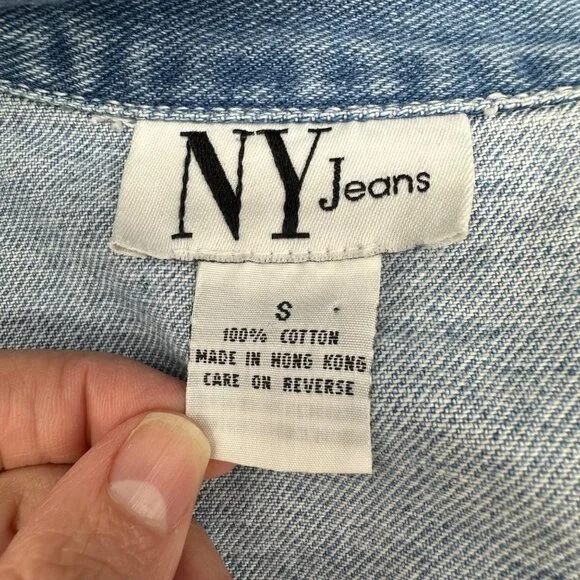 NY Jeans
S
100% COTTON
MADE IN HONG KONG
CARE ON REVERSE